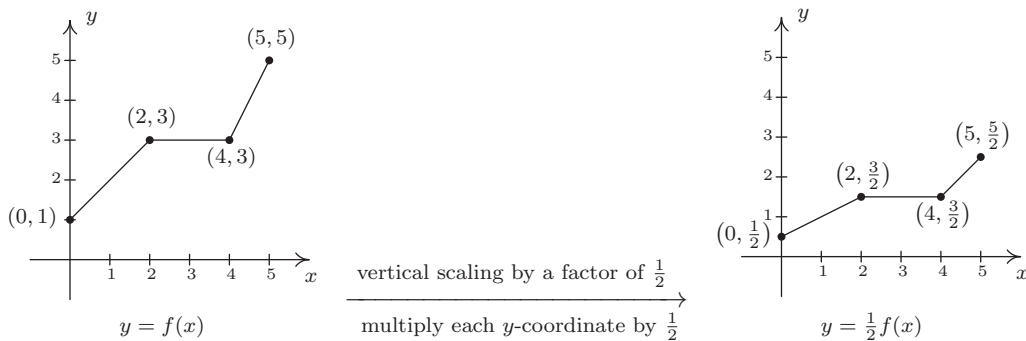 y
(5, 5)
5
4
(2, 3)
3
(4, 3)
2
(0, 1)
1 2 3 4 5
x
y = f(x)
vertical scaling by a factor of 1/2
multiply each y-coordinate by 1/2
y
5
4
3
(5, 5/2)
2
(2, 3/2)
1
(4, 3/2)
(0, 1/2)
1 2 3 4 5
x
y = 1/2 f(x)